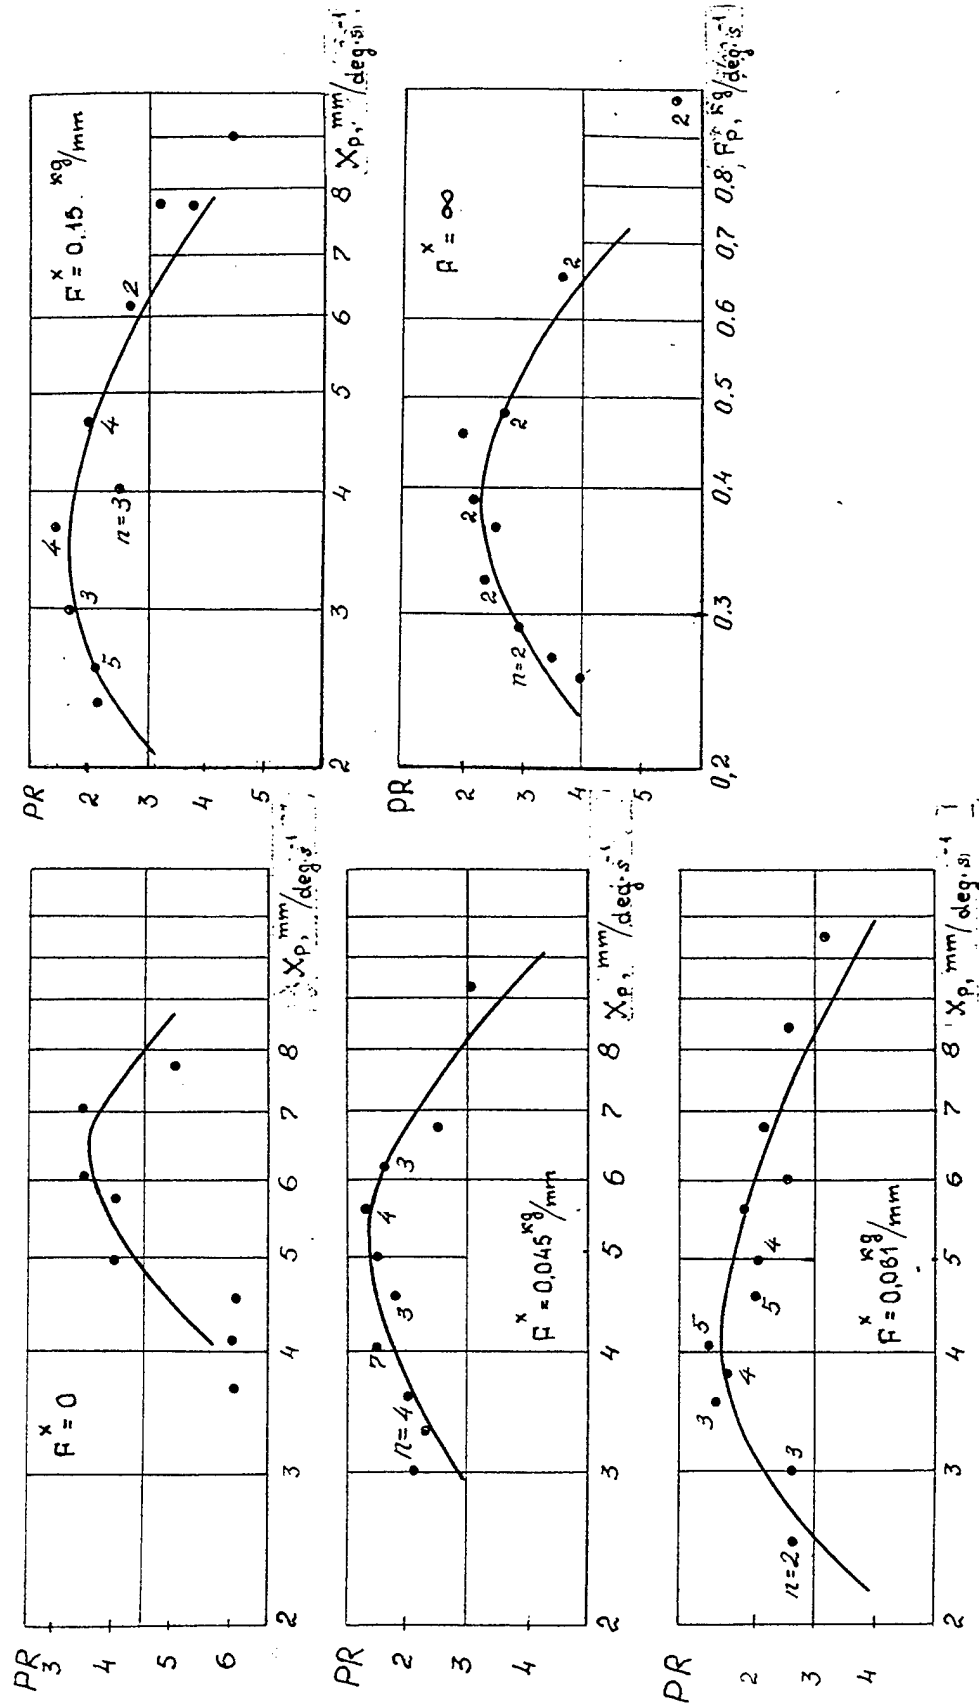 PR
3
4
5
6
F^x = 0
2 3 4 5 6 7 8 X_p, mm/deg·s^-1
PR
2
3
n=4 7 3 4 3
F^x = 0,045 kg/mm
2 3 4 5 6 7 8 X_p, mm/deg·s^-1
PR
2
3
4
n=2 3 3 4 5 5 4
F^x = 0,061 kg/mm
2 3 4 5 6 7 8 X_p, mm/deg·s^-1
PR
2
3
4
5
5 3 4 n=3 4 2
F^x = 0,15 kg/mm
2 3 4 5 6 7 8 X_p, mm/deg·s^-1
PR
2
3
4
5
n=2 2 2 2 2 2
F^x = ∞
0,2 0.3 0.4 0.5 0.6 0,7 0,8 F_p, kg/deg·s^-1